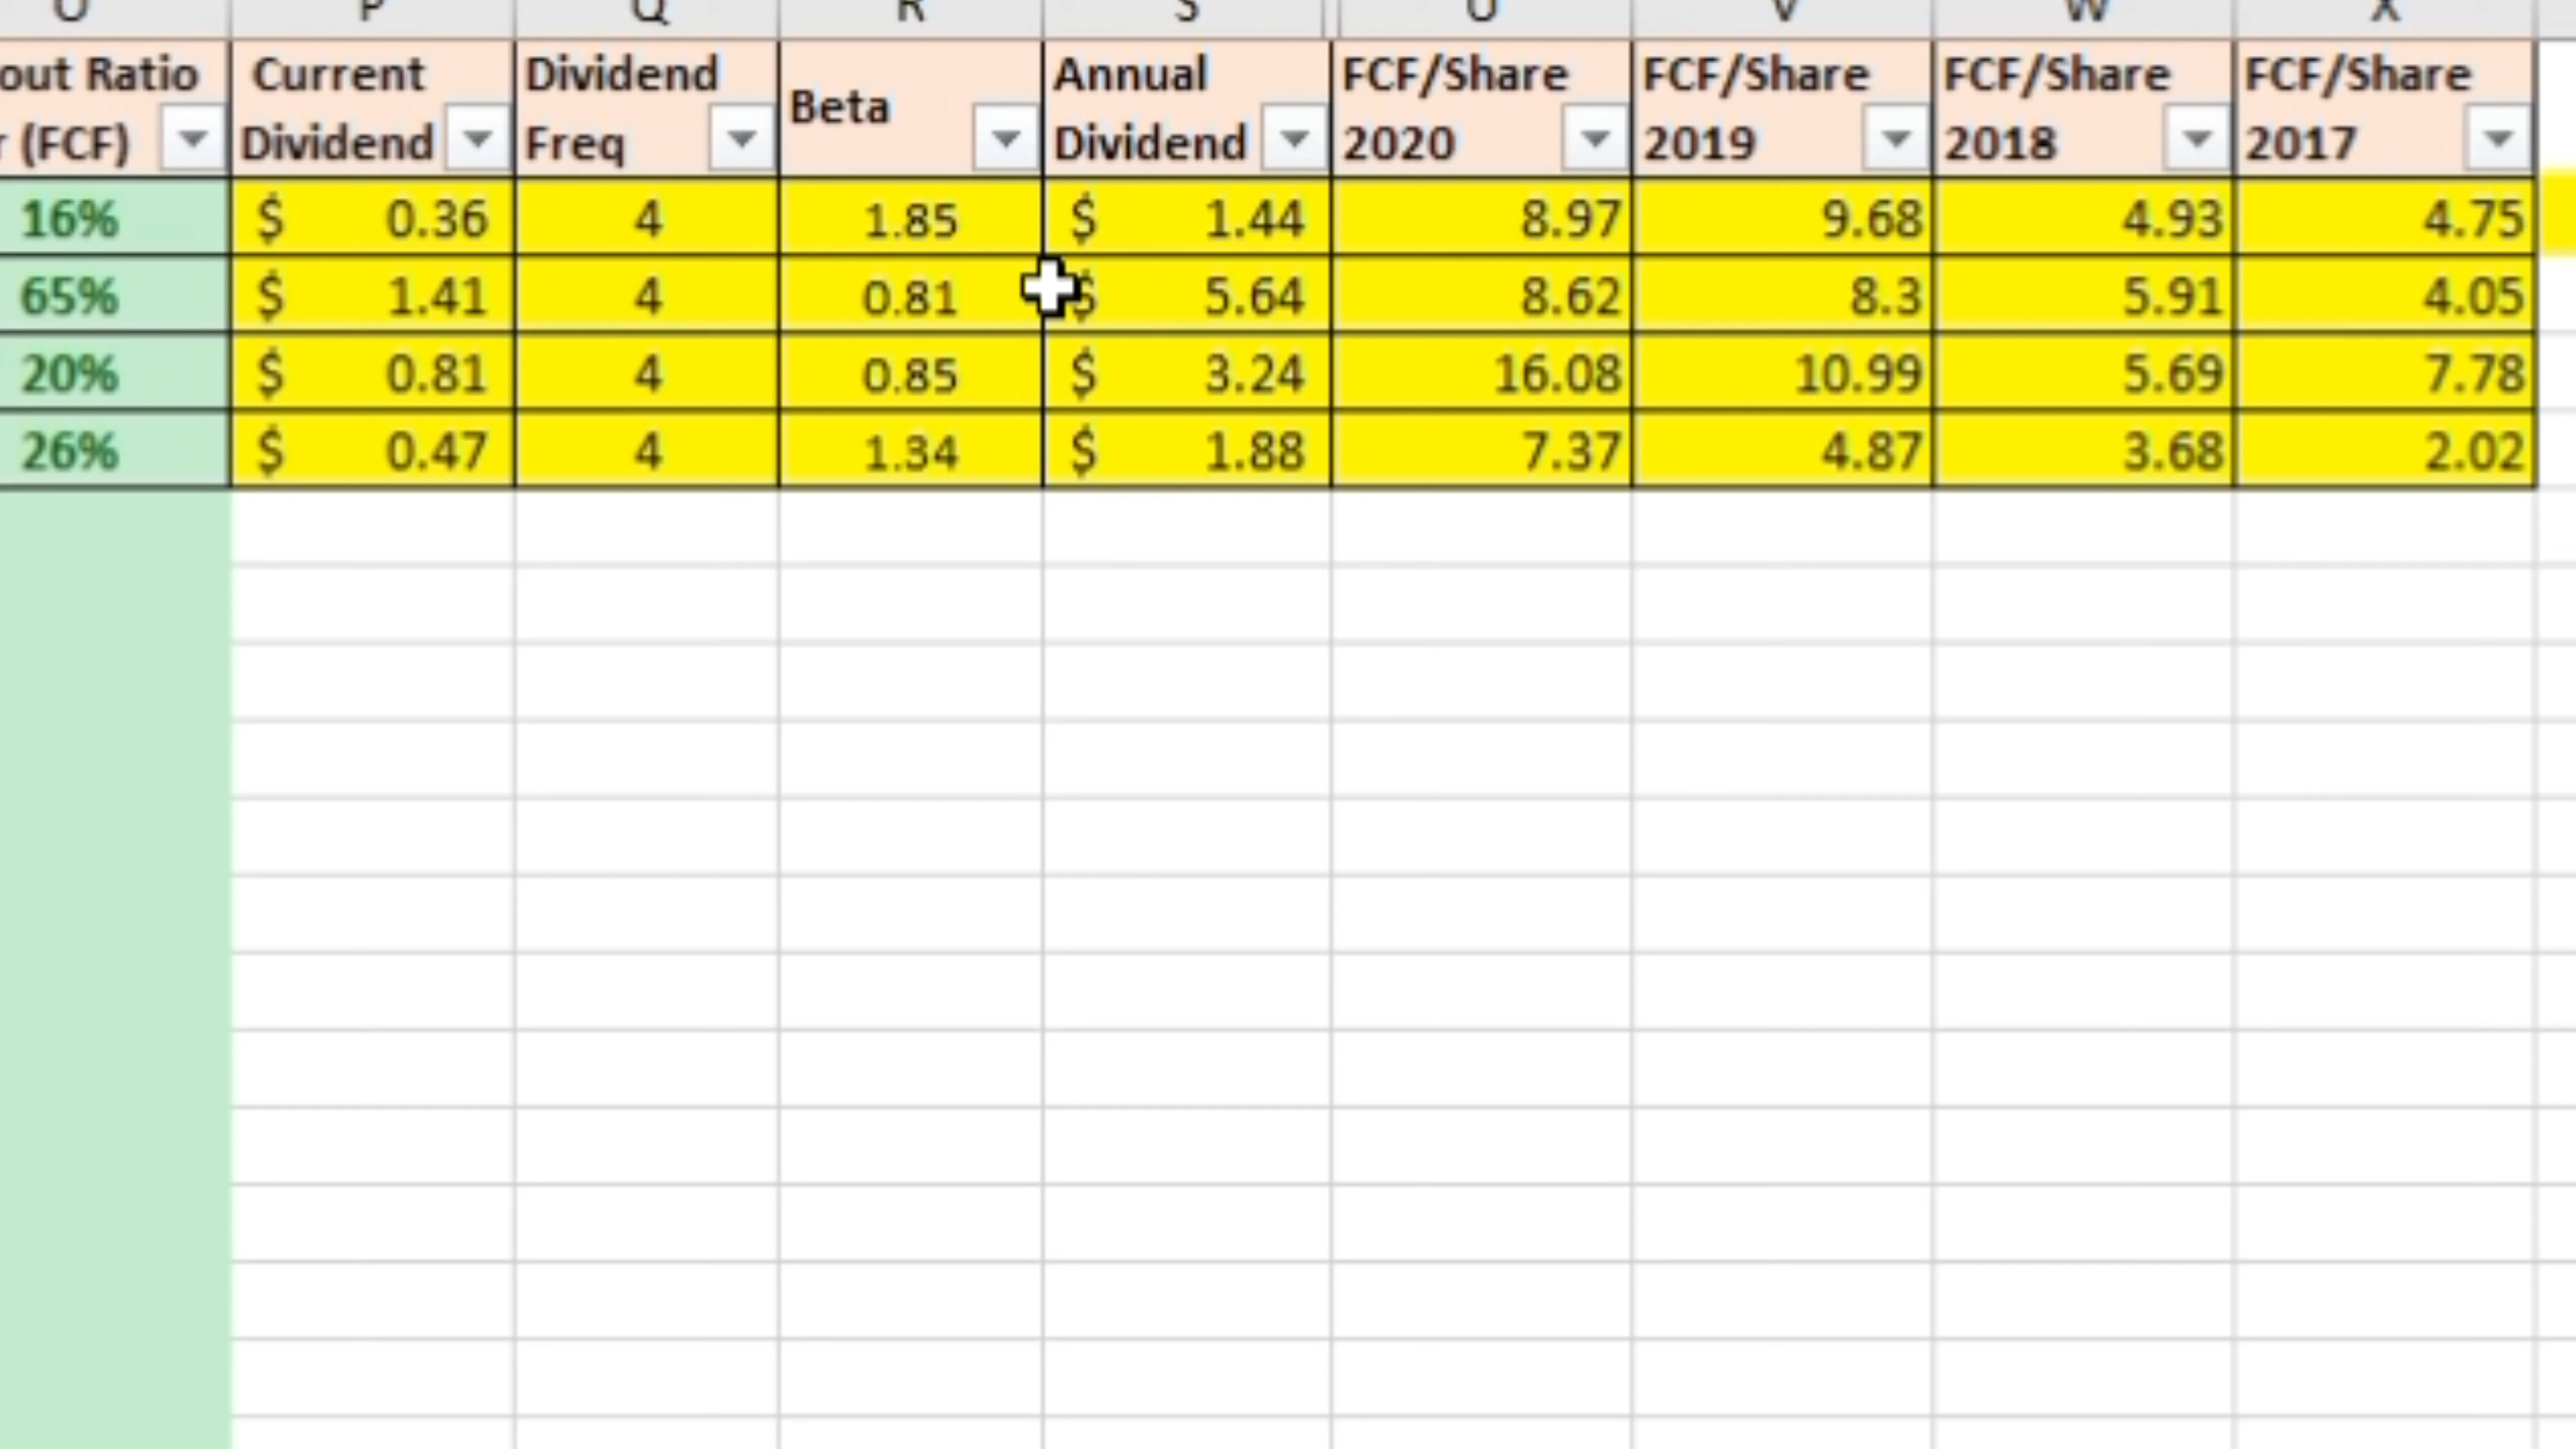 O P Q R S U V W X
out Ratio Current Dividend Beta Annual FCF/Share FCF/Share FCF/Share FCF/Share
r (FCF) Dividend Freq Dividend 2020 2019 2018 2017
16% $ 0.36 4 1.85 $ 1.44 8.97 9.68 4.93 4.75
65% $ 1.41 4 0.81 $ 5.64 8.62 8.3 5.91 4.05
20% $ 0.81 4 0.85 $ 3.24 16.08 10.99 5.69 7.78
26% $ 0.47 4 1.34 $ 1.88 7.37 4.87 3.68 2.02